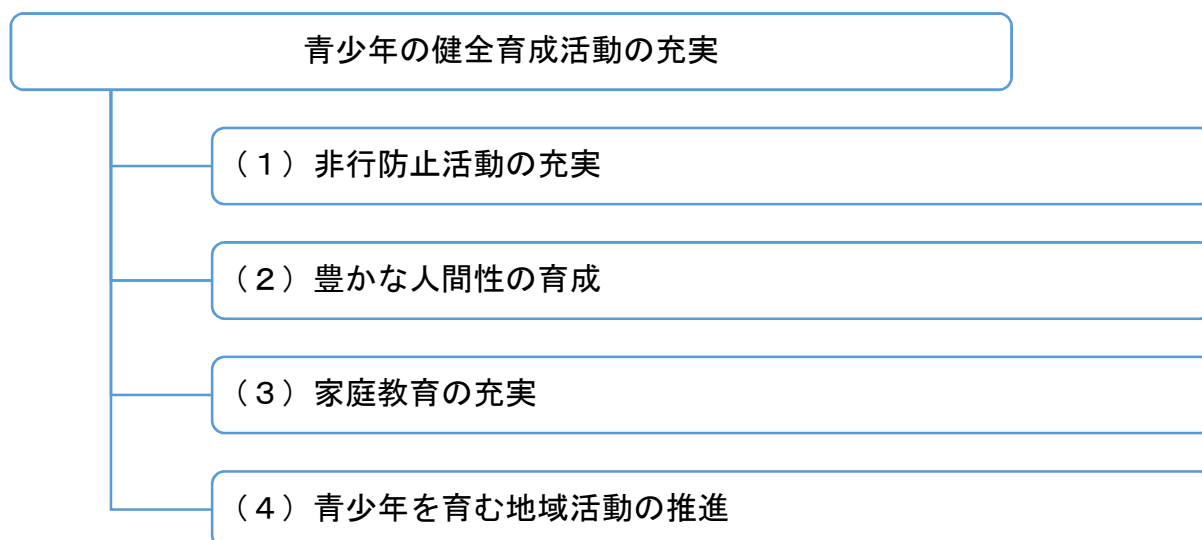 青少年の健全育成活動の充実
（１）非行防止活動の充実
（２）豊かな人間性の育成
（３）家庭教育の充実
（４）青少年を育む地域活動の推進